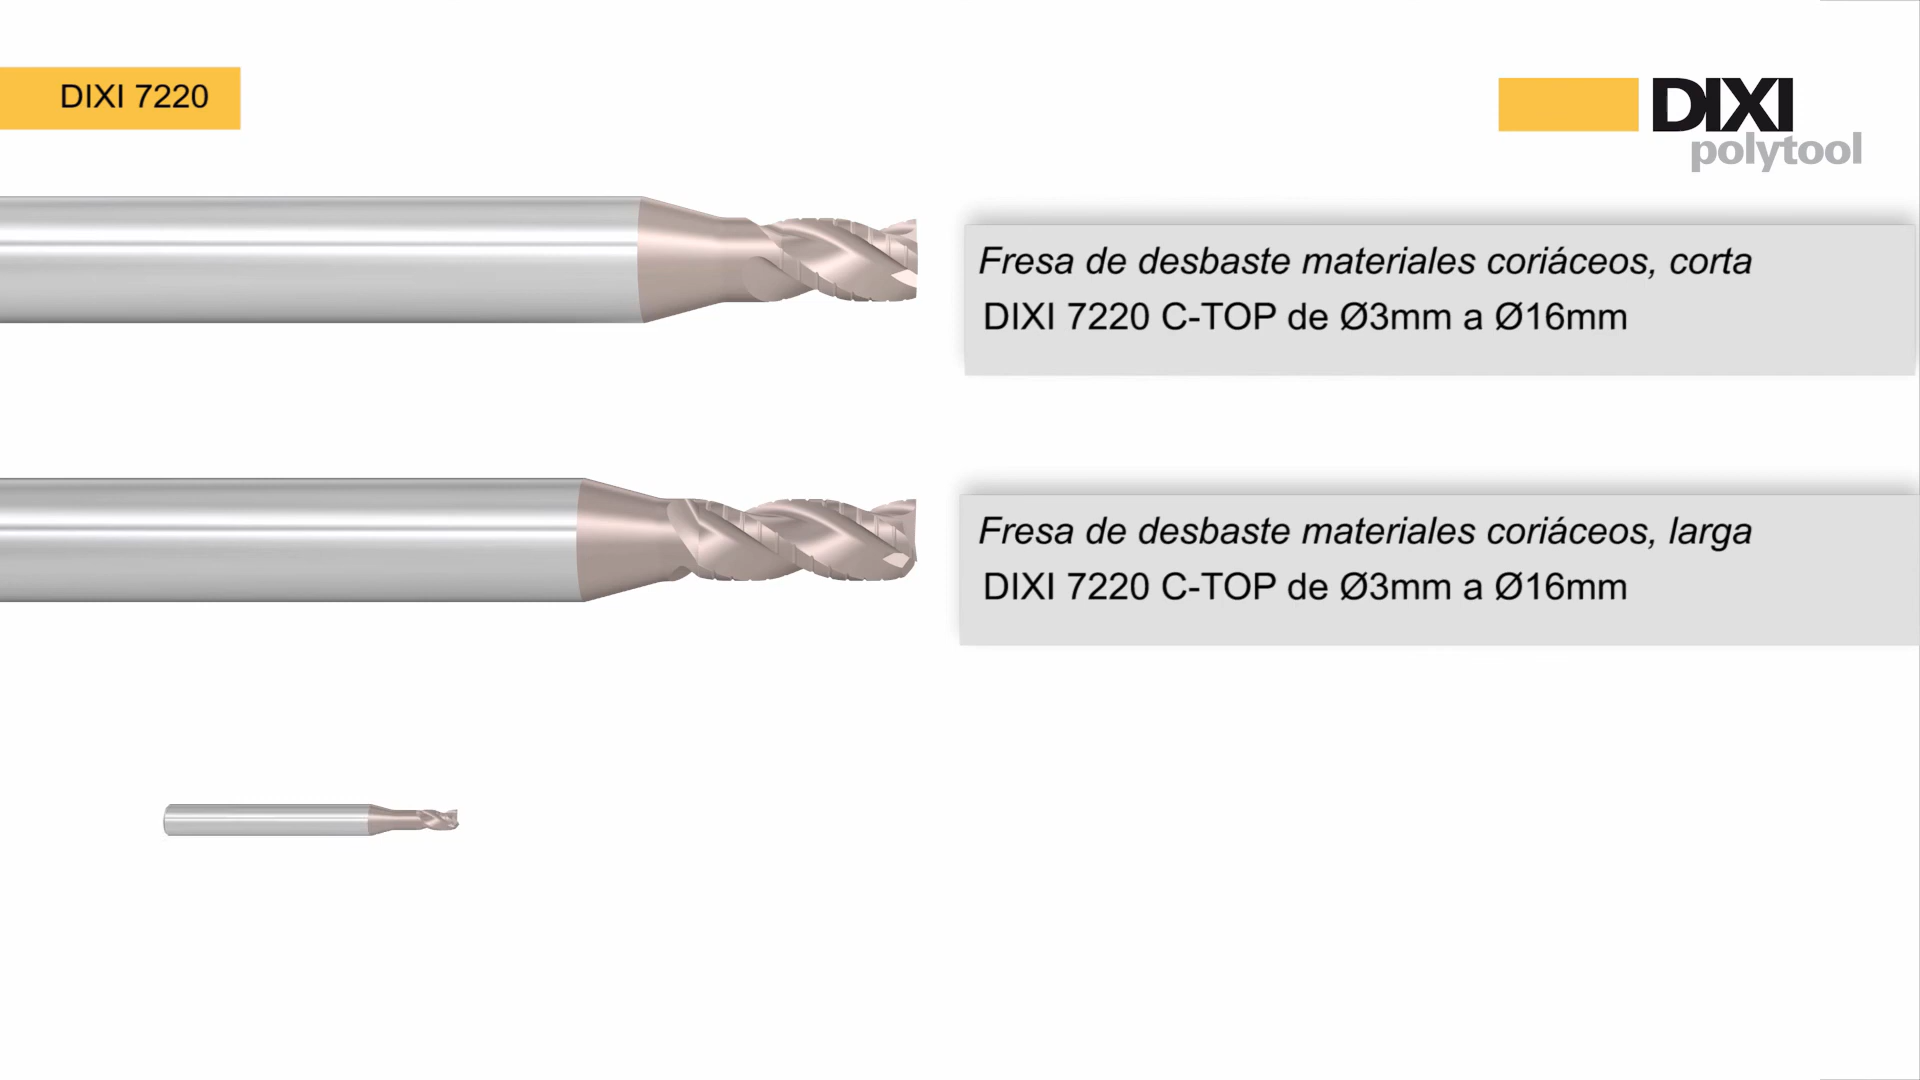 DIXI 7220
DIXI
polytool
Fresa de desbaste materiales coriáceos, corta
DIXI 7220 C-TOP de Ø3mm a Ø16mm
Fresa de desbaste materiales coriáceos, larga
DIXI 7220 C-TOP de Ø3mm a Ø16mm